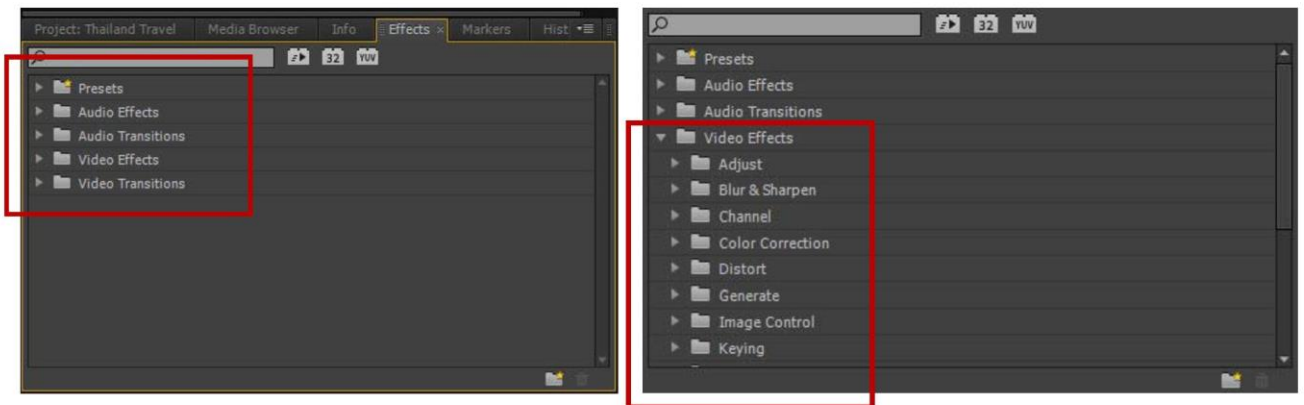 Project: Thailand Travel Media Browser Info Effects × Markers Hist
32 YUV
Presets
Audio Effects
Audio Transitions
Video Effects
Video Transitions
32 YUV
Presets
Audio Effects
Audio Transitions
Video Effects
Adjust
Blur & Sharpen
Channel
Color Correction
Distort
Generate
Image Control
Keying